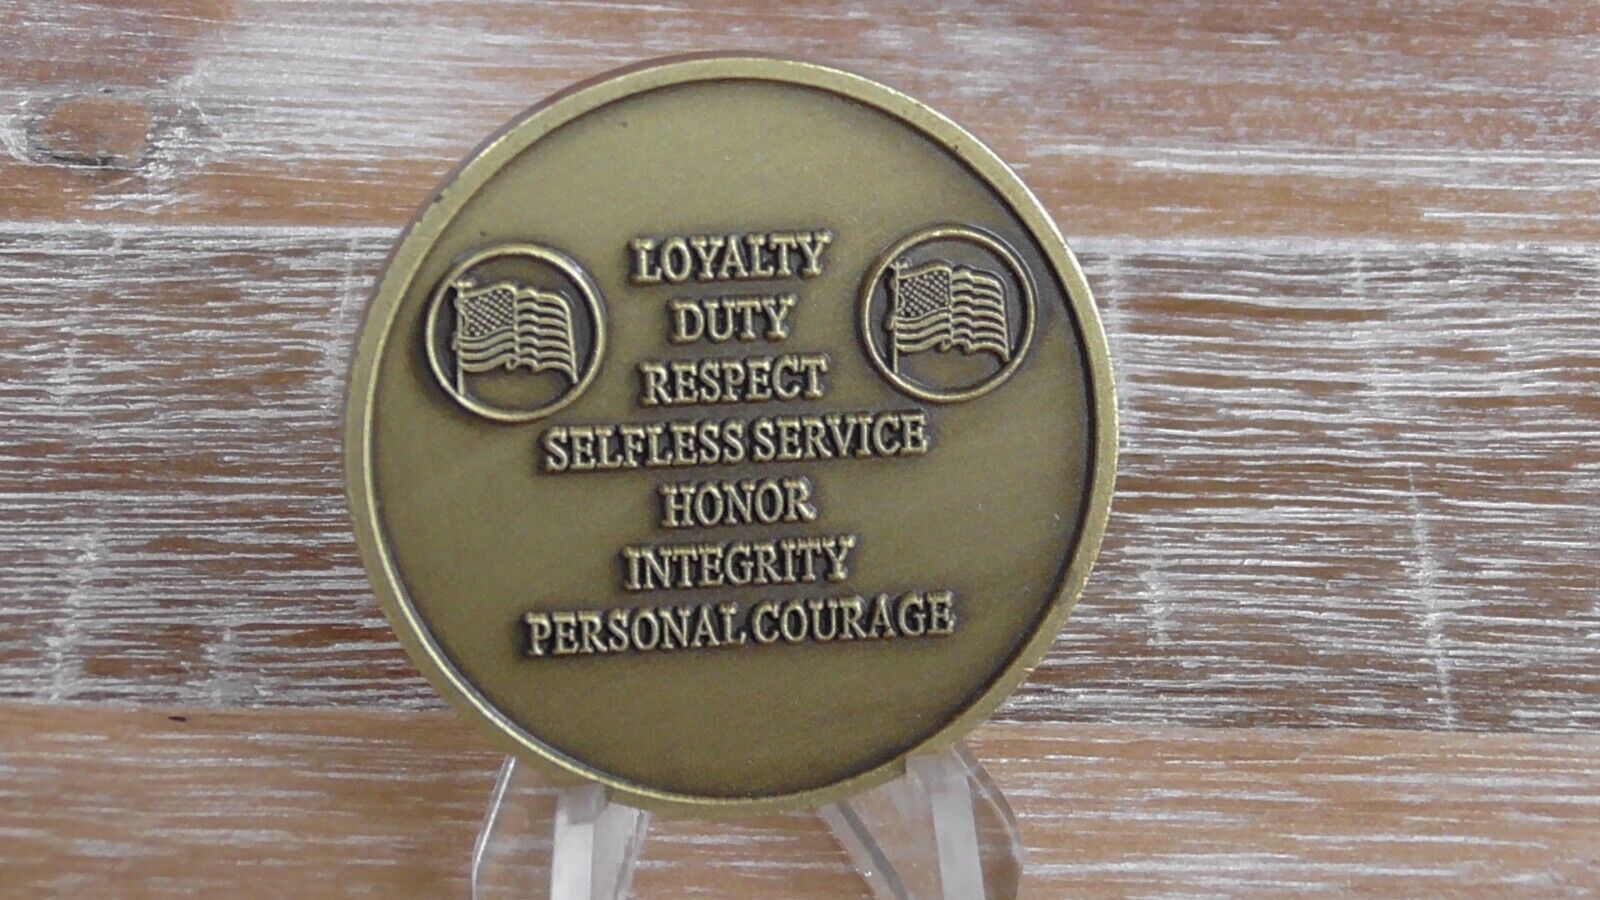 LOYALTY
DUTY
RESPECT
SELFLESS SERVICE
HONOR
INTEGRITY
PERSONAL COURAGE